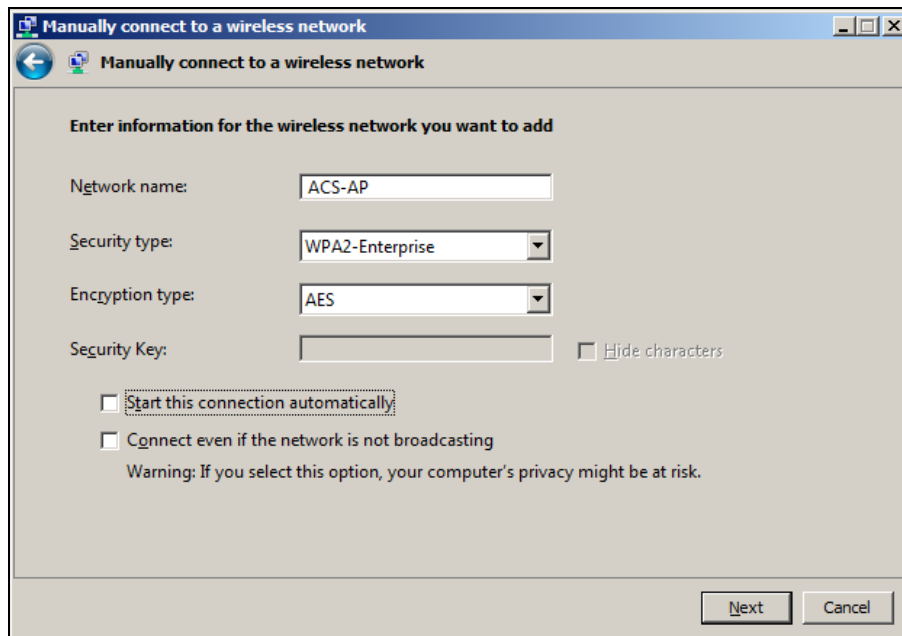 Manually connect to a wireless network
Manually connect to a wireless network
Enter information for the wireless network you want to add
Network name: ACS-AP
Security type: WPA2-Enterprise
Encryption type: AES
Security Key: Hide characters
Start this connection automatically
Connect even if the network is not broadcasting
Warning: If you select this option, your computer's privacy might be at risk.
Next Cancel